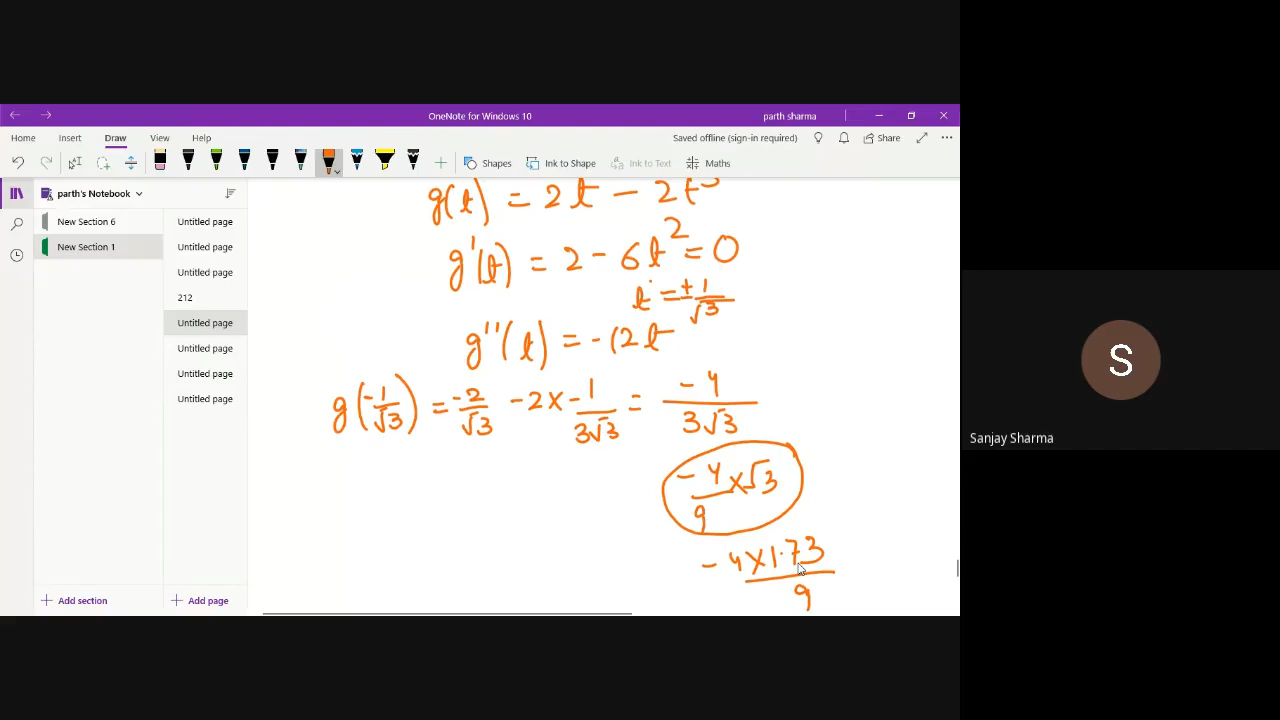 OneNote for Windows 10
parth sharma
Home Insert Draw View Help
Saved offline (sign-in required)
Share
Shapes
Ink to Shape
Ink to Text
Maths
parth's Notebook
New Section 6
New Section 1
Untitled page
Untitled page
Untitled page
212
Untitled page
Untitled page
Untitled page
Untitled page
+ Add section
+ Add page
g(t) = 2t - 2t³
g'(t) = 2 - 6t² = 0
t = ± 1/√3
g''(t) = -12t
g(-1/√3) = -2/√3 - 2 × -1/3√3 = -4/3√3
-4/9 × √3
-4×1.73/9
S
Sanjay Sharma